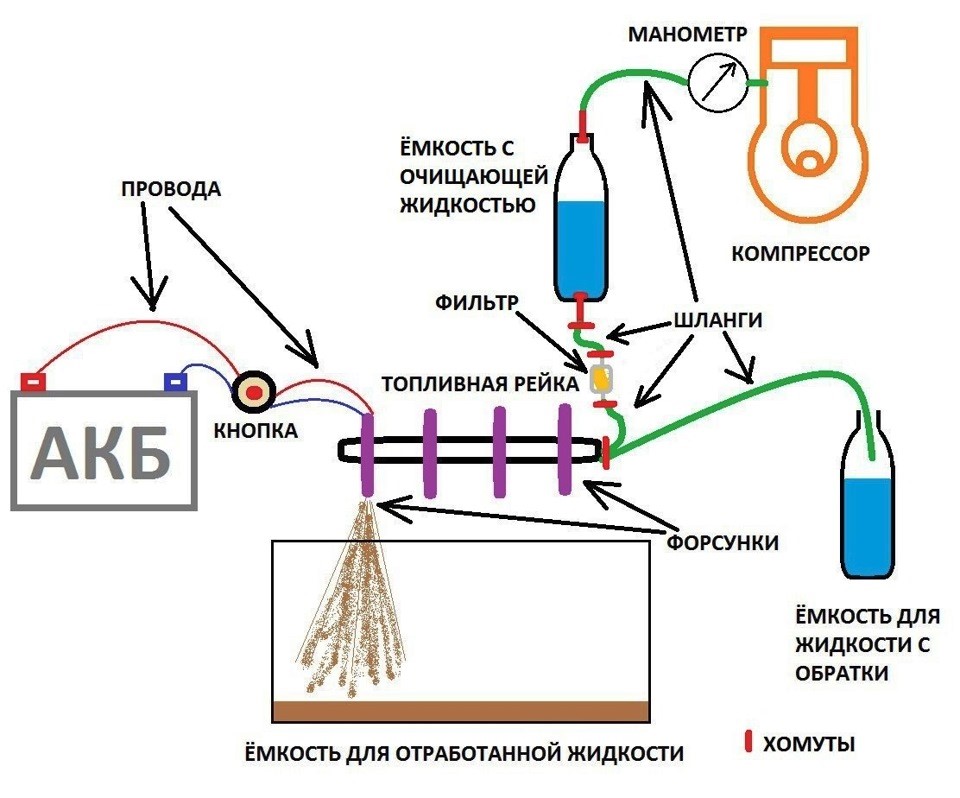 МАНОМЕТР
ЁМКОСТЬ С
ОЧИЩАЮЩЕЙ
ЖИДКОСТЬЮ
ПРОВОДА
КОМПРЕССОР
ФИЛЬТР
ШЛАНГИ
ТОПЛИВНАЯ РЕЙКА
КНОПКА
АКБ
ФОРСУНКИ
ЁМКОСТЬ ДЛЯ
ЖИДКОСТИ С
ОБРАТКИ
ЁМКОСТЬ ДЛЯ ОТРАБОТАННОЙ ЖИДКОСТИ
ХОМУТЫ